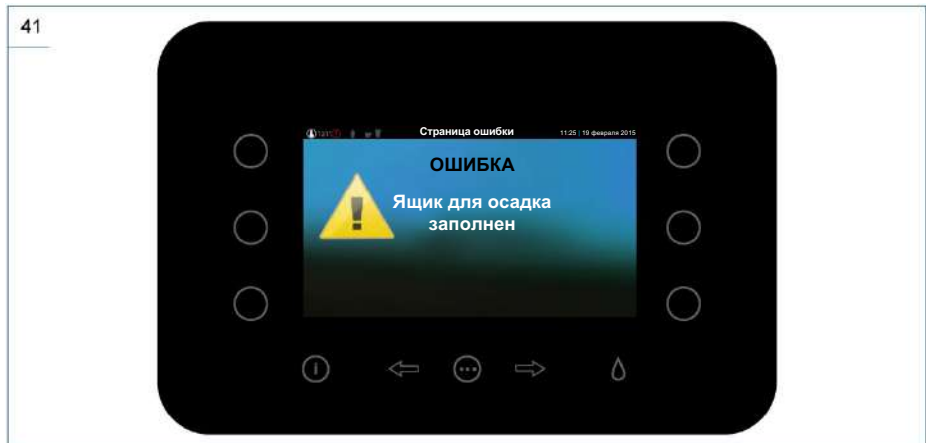 41
Страница ошибки
11:25 | 19 февраля 2015
ОШИБКА
Ящик для осадка
заполнен